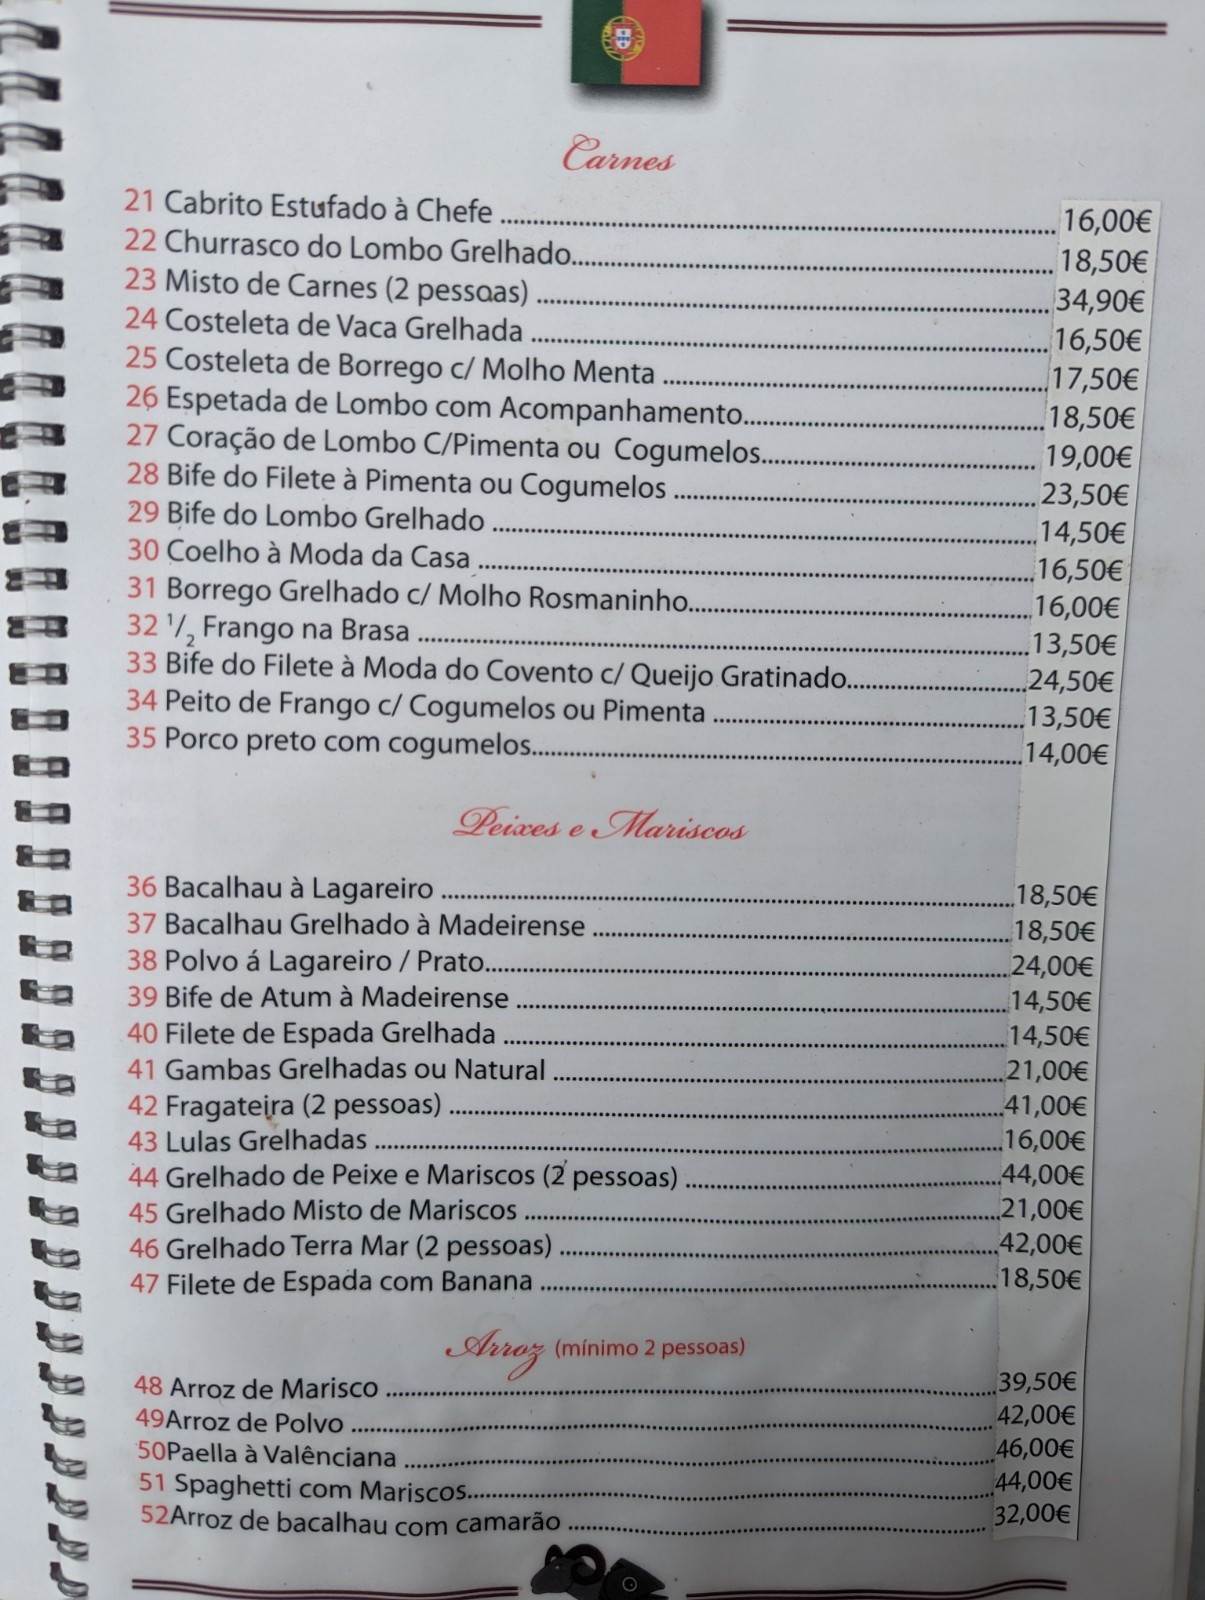 Carnes
21 Cabrito Estufado à Chefe ........ 16,00€
22 Churrasco do Lombo Grelhado........ 18,50€
23 Misto de Carnes (2 pessoas) ........ 34,90€
24 Costeleta de Vaca Grelhada ........ 16,50€
25 Costeleta de Borrego c/ Molho Menta ........ 17,50€
26 Espetada de Lombo com Acompanhamento........ 18,50€
27 Coração de Lombo C/Pimenta ou Cogumelos........ 19,00€
28 Bife do Filete à Pimenta ou Cogumelos ........ 23,50€
29 Bife do Lombo Grelhado ........ 14,50€
30 Coelho à Moda da Casa ........ 16,50€
31 Borrego Grelhado c/ Molho Rosmaninho........ 16,00€
32 1/2 Frango na Brasa ........ 13,50€
33 Bife do Filete à Moda do Covento c/ Queijo Gratinado........ 24,50€
34 Peito de Frango c/ Cogumelos ou Pimenta ........ 13,50€
35 Porco preto com cogumelos........ 14,00€
Peixes e Mariscos
36 Bacalhau à Lagareiro ........ 18,50€
37 Bacalhau Grelhado à Madeirense ........ 18,50€
38 Polvo á Lagareiro / Prato........ 24,00€
39 Bife de Atum à Madeirense ........ 14,50€
40 Filete de Espada Grelhada ........ 14,50€
41 Gambas Grelhadas ou Natural ........ 21,00€
42 Fragateira (2 pessoas) ........ 41,00€
43 Lulas Grelhadas ........ 16,00€
44 Grelhado de Peixe e Mariscos (2 pessoas) ........ 44,00€
45 Grelhado Misto de Mariscos ........ 21,00€
46 Grelhado Terra Mar (2 pessoas) ........ 42,00€
47 Filete de Espada com Banana ........ 18,50€
Arroz (mínimo 2 pessoas)
48 Arroz de Marisco ........ 39,50€
49Arroz de Polvo ........ 42,00€
50Paella à Valênciana ........ 46,00€
51 Spaghetti com Mariscos........ 44,00€
52Arroz de bacalhau com camarão ........ 32,00€